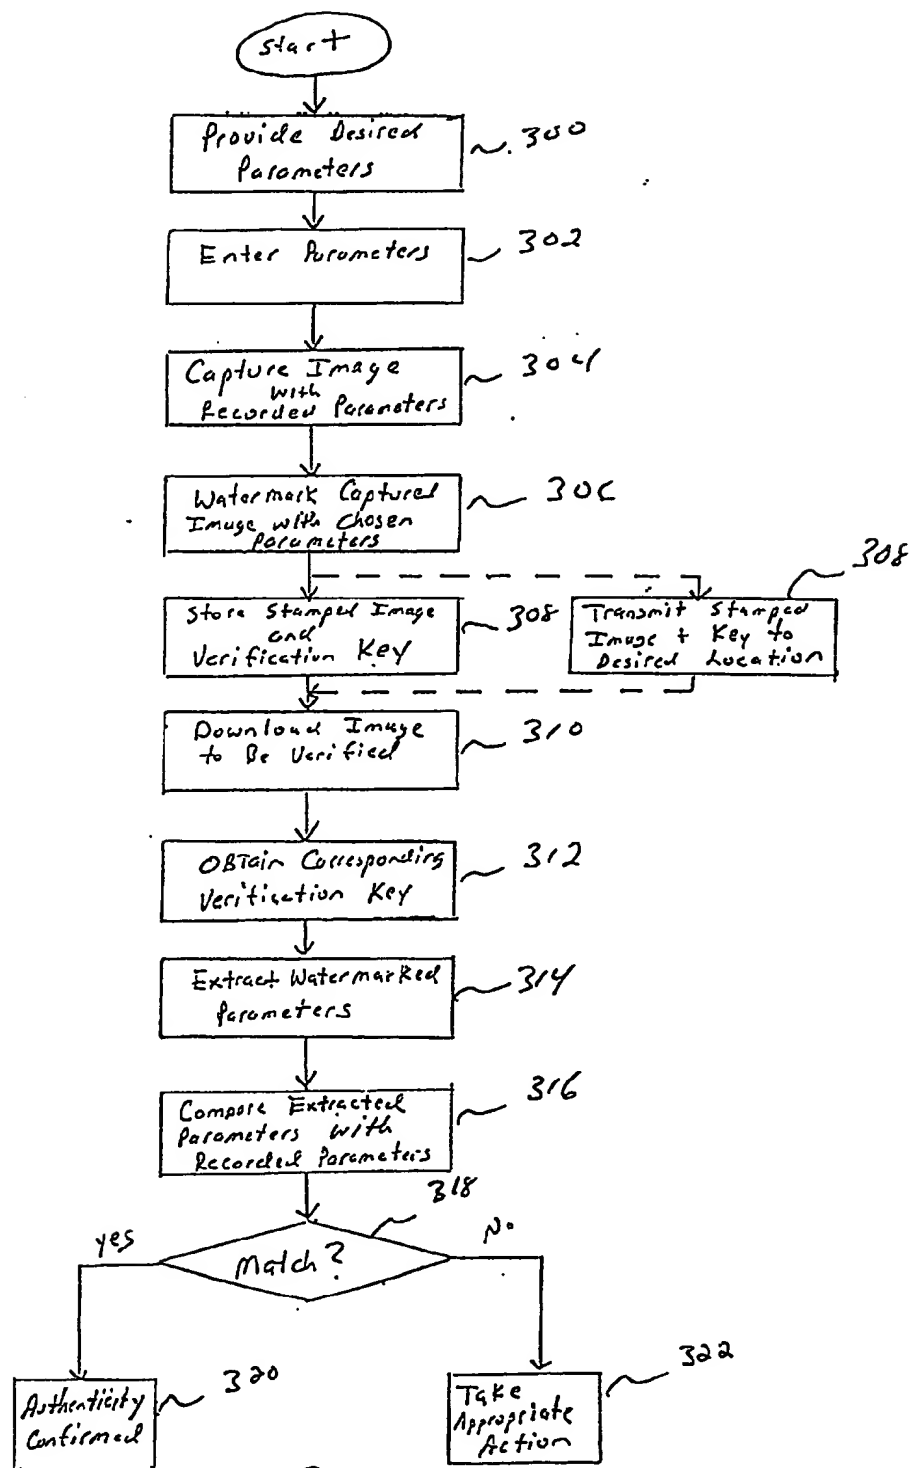 Start
Provide Desired
Parameters
300
Enter Parameters
302
Capture Image
with
Recorded Parameters
304
Watermark Captured
Image with Chosen
Parameters
306
Store Stamped Image
and
Verification Key
308
Transmit Stamped
Image + Key to
Desired Location
308
Download Image
to Be Verified
310
OBTain Corresponding
Verification Key
312
Extract Watermarked
Parameters
314
Compare Extracted
Parameters with
Recorded Parameters
316
318
Match?
yes
No
Authenticity
Confirmed
320
Take
Appropriate
Action
322